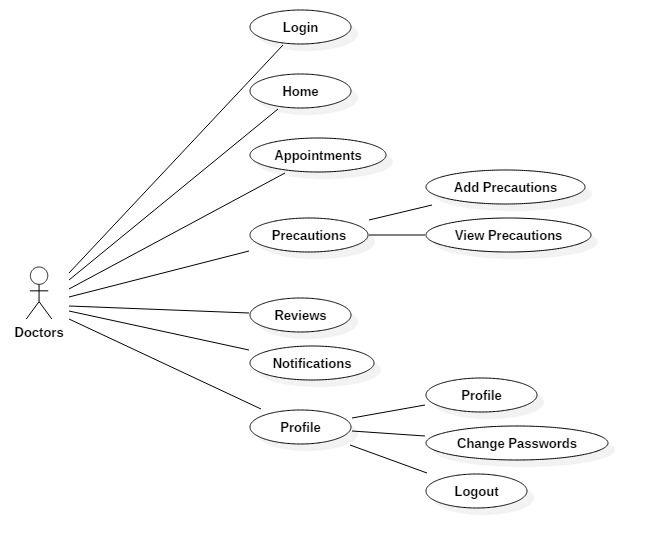 Login
Home
Appointments
Add Precautions
Precautions
View Precautions
Doctors
Reviews
Notifications
Profile
Profile
Change Passwords
Logout